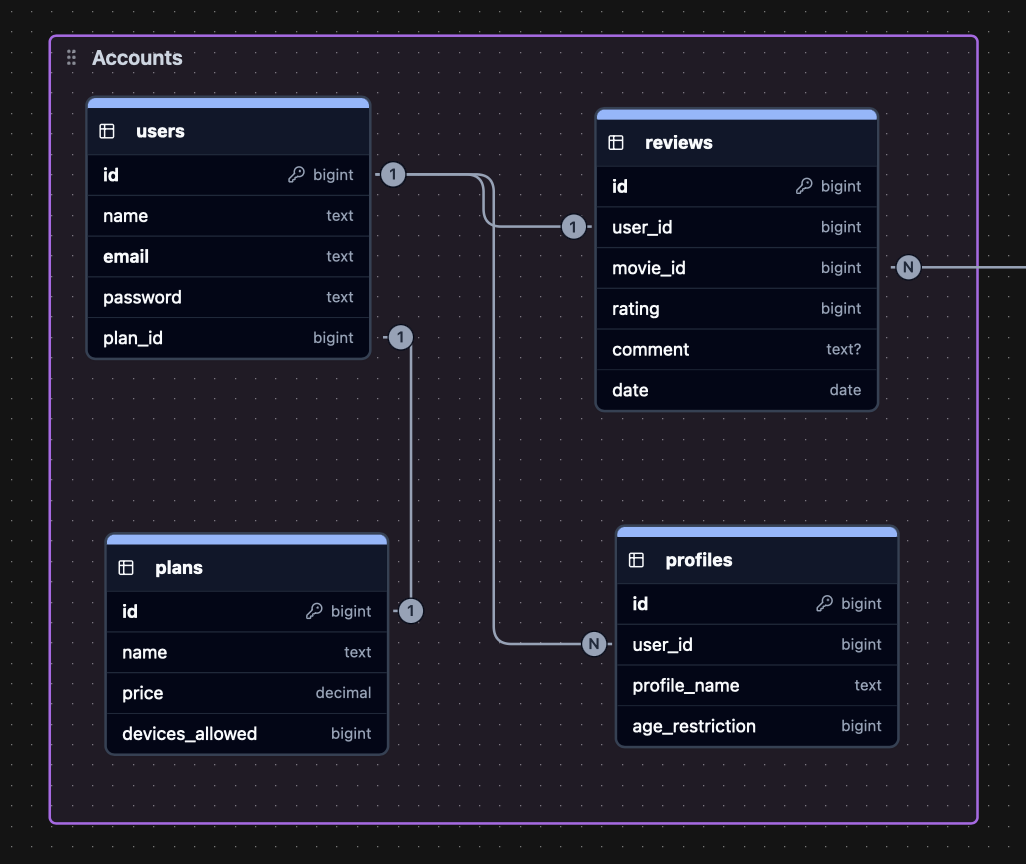 Accounts
users
id bigint
name text
email text
password text
plan_id bigint
1
1
reviews
id bigint
user_id bigint
movie_id bigint
rating bigint
comment text?
date date
1
N
plans
id bigint
name text
price decimal
devices_allowed bigint
1
profiles
id bigint
user_id bigint
profile_name text
age_restriction bigint
N